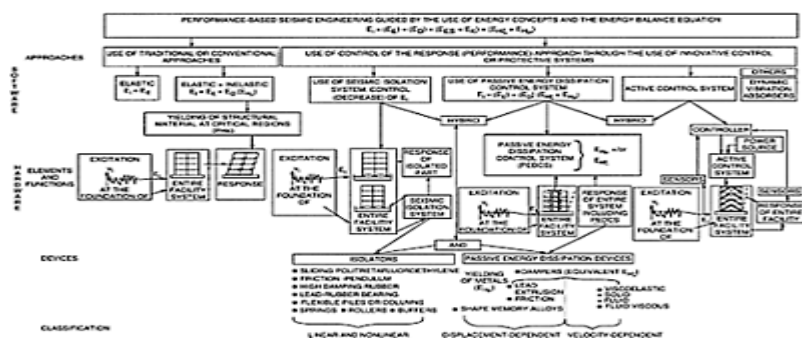 PERFORMANCE-BASED SEISMIC ENGINEERING GUIDED BY THE USE OF ENERGY CONCEPTS AND THE ENERGY BALANCE EQUATION
APPROACHES
USE OF TRADITIONAL OR CONVENTIONAL
APPROACHES
USE OF CONTROL OF THE RESPONSE (PERFORMANCE) APPROACH THROUGH THE USE OF INNOVATIVE CONTROL
OR PROTECTIVE SYSTEMS
SOFTWARE
ELASTIC
ELASTIC + INELASTIC
USE OF SEISMIC ISOLATION
SYSTEM CONTROL
(DECREASE) OF
USE OF PASSIVE ENERGY DISSIPATION
CONTROL SYSTEM
ACTIVE CONTROL SYSTEM
OTHERS
DYNAMIC
VIBRATION
ABSORBERS
YIELDING OF STRUCTURAL
MATERIAL AT CRITICAL REGIONS
HYBRID
HYBRID
CONTROLLER
POWER
SOURCE
HARDWARE
ELEMENTS AND
FUNCTIONS
EXCITATION
AT THE
FOUNDATION OF
ENTIRE
FACILITY
SYSTEM
RESPONSE
EXCITATION
AT THE
FOUNDATION
OF
ENTIRE
FACILITY
SYSTEM
RESPONSE OF
ISOLATED
PART
SEISMIC
ISOLATION
SYSTEM
PASSIVE ENERGY
DISSIPATION
CONTROL SYSTEM
(PEDCS)
EXCITATION
AT THE
FOUNDATION OF
ENTIRE
FACILITY
SYSTEM
RESPONSE OF
ENTIRE
SYSTEM
INCLUDING
PEDCS
SENSORS
ACTIVE
CONTROL
SYSTEM
EXCITATION
AT THE
FOUNDATION OF
ENTIRE
FACILITY
SYSTEM
SENSORS
RESPONSE OF
ENTIRE
FACILITY
AND
DEVICES
ISOLATORS
FRICTION PENDULUM
HIGH DAMPING RUBBER
LEAD-RUBBER BEARING
FLEXIBLE PILES OR COLUMNS
SPRINGS ROLLERS BUFFERS
PASSIVE ENERGY DISSIPATION DEVICES
YIELDING
OF METALS
DAMPERS (EQUIVALENT
LEAD
EXTRUSION
FRICTION
SHAPE MEMORY ALLOYS
SOLID
FLUID
FLUID VISCOUS
CLASSIFICATION
LINEAR AND NONLINEAR
DISPLACEMENT-DEPENDENT
VELOCITY-DEPENDENT